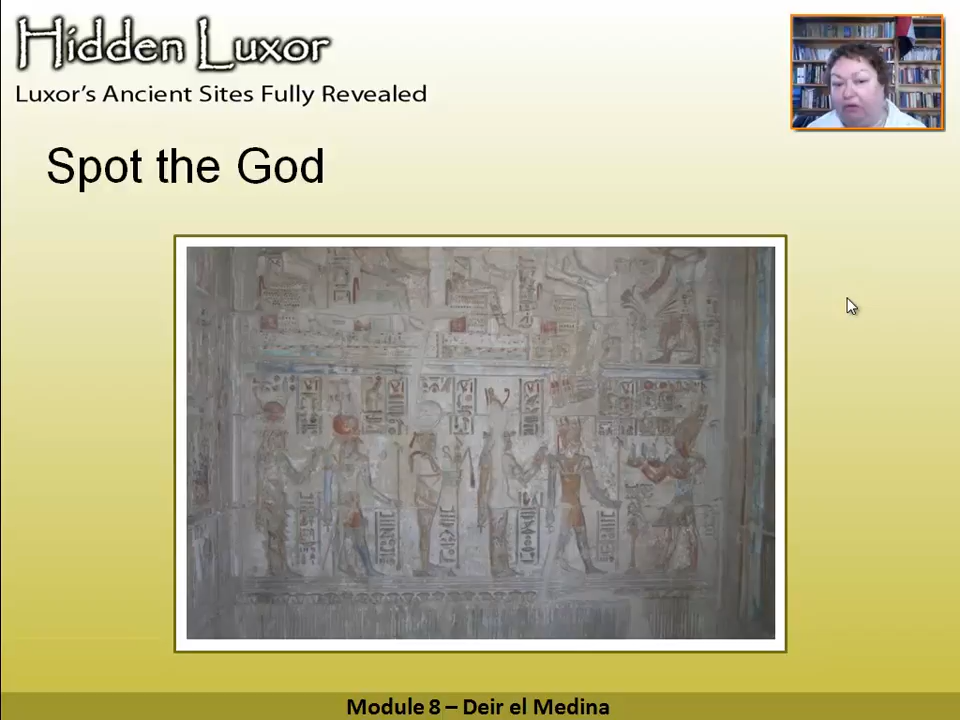 Hidden Luxor
Luxor's Ancient Sites Fully Revealed
Spot the God
Module 8 – Deir el Medina